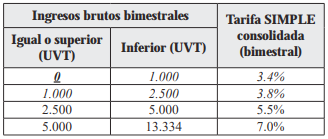 Ingresos brutos bimestrales
Tarifa SIMPLE
consolidada
(bimestral)
Igual o superior
(UVT)
Inferior (UVT)
0 1.000 3.4%
1.000 2.500 3.8%
2.500 5.000 5.5%
5.000 13.334 7.0%